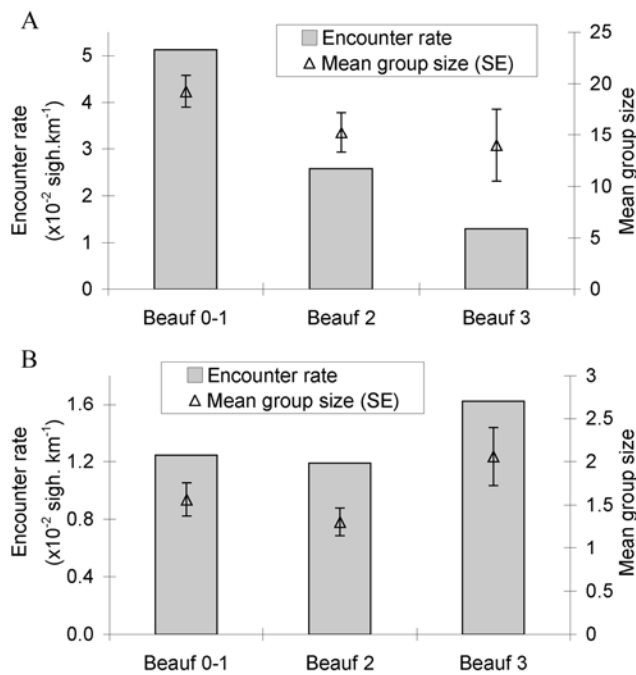 A
Encounter rate
Mean group size (SE)
Encounter rate
(x10⁻² sigh.km⁻¹)
5
4
3
2
1
0
25
20
15
10
5
0
Mean group size
Beauf 0-1 Beauf 2 Beauf 3
B
Encounter rate
Mean group size (SE)
Encounter rate
(x10⁻² sigh. km⁻¹)
1.6
1.2
0.8
0.4
0.0
3
2.5
2
1.5
1
0.5
0
Mean group size
Beauf 0-1 Beauf 2 Beauf 3